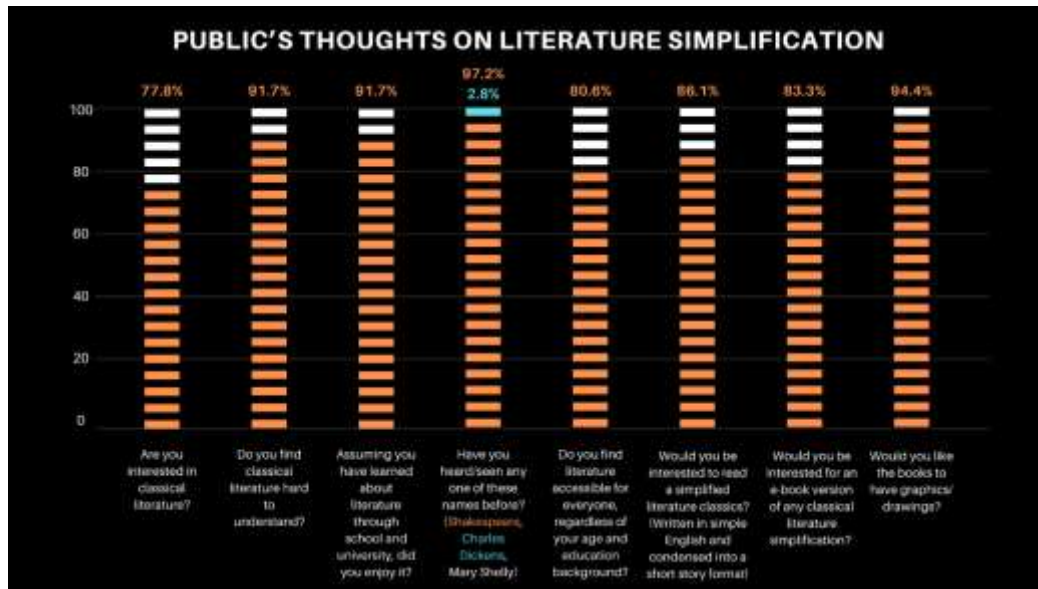 PUBLIC'S THOUGHTS ON LITERATURE SIMPLIFICATION
97.2%
77.8% 91.7% 91.7% 2.8% 80.6% 86.1% 83.3% 94.4%
100
80
60
40
20
0
Are you
interested in
classical
literature?
Do you find
classical
literature hard
to
understand?
Assuming you
have learned
about
literature
through
school and
university, did
you enjoy it?
Have you
heard/seen any
one of these
names before?
(Shakespeare,
Charles
Dickens,
Mary Shelly)
Do you find
literature
accessible for
everyone,
regardless of
your age and
education
background?
Would you be
interested to read
a simplified
literature classics?
(Written in simple
English and
condensed into a
short story format)
Would you be
interested for an
e-book version
of any classical
literature
simplification?
Would you like
the books to
have graphics/
drawings?